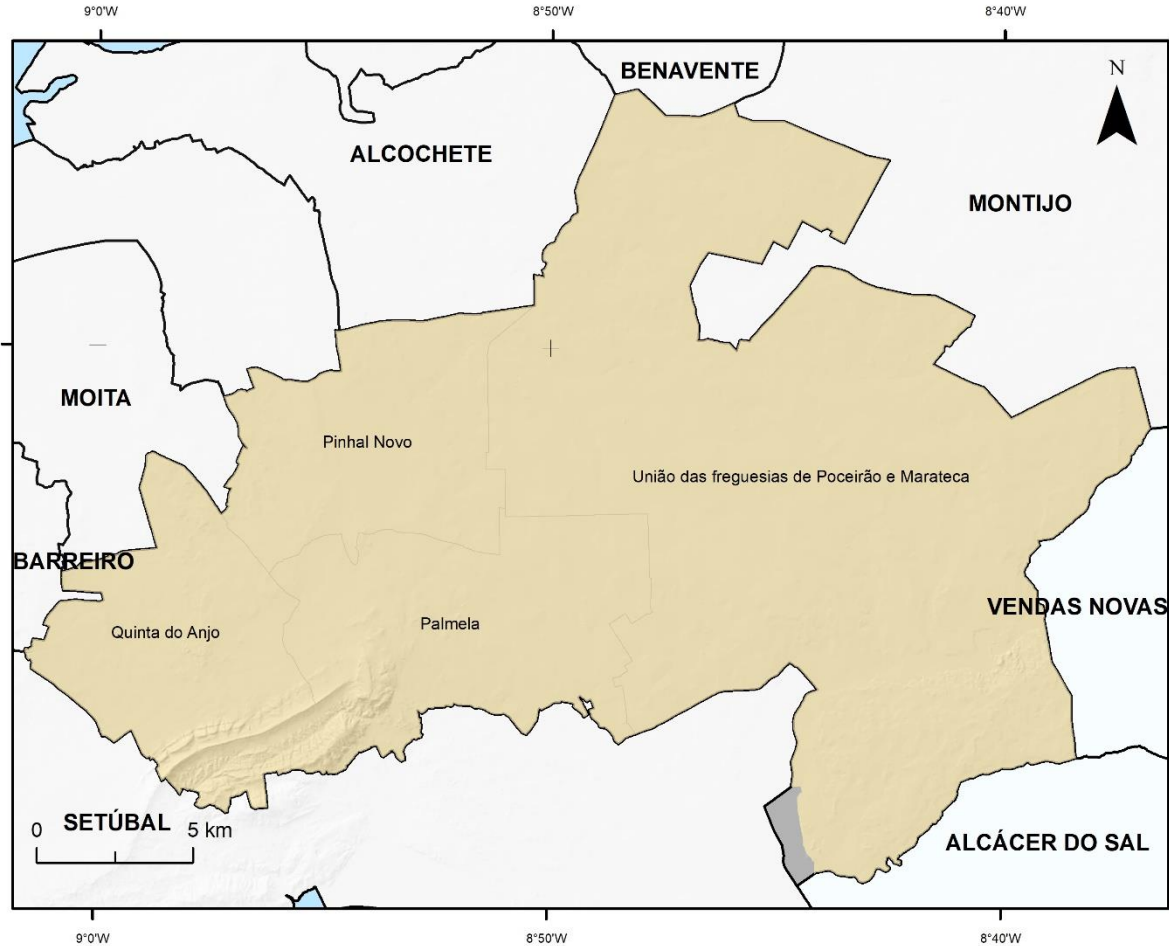 9°0'W
8°50'W
8°40'W
BENAVENTE
N
ALCOCHETE
MONTIJO
MOITA
Pinhal Novo
União das freguesias de Poceirão e Marateca
BARREIRO
VENDAS NOVAS
Quinta do Anjo
Palmela
0
SETÚBAL
5 km
ALCÁCER DO SAL
9°0'W
8°50'W
8°40'W